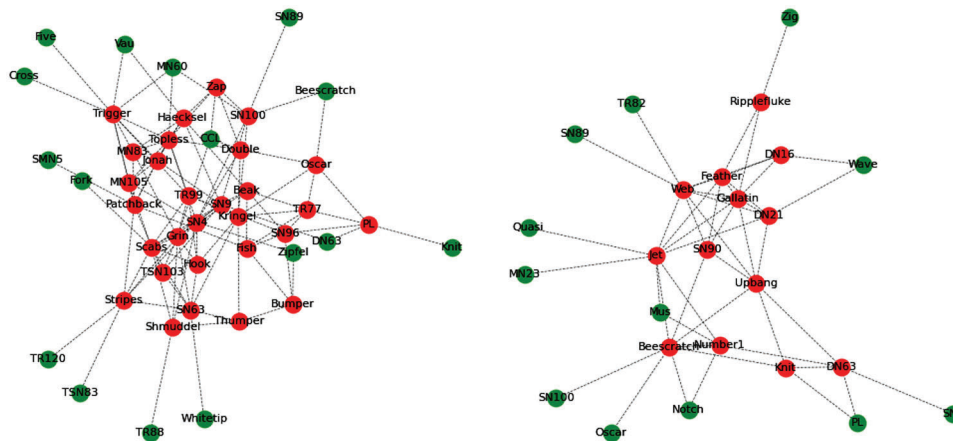 SN89
Five
Vau
Cross
MN60
Zap
Beescratch
Trigger
Haecksel
SN100
Topless
CCL
MN83
Jonah
Double
SMN5
Oscar
Fork
MN105
TR99
Beak
Patchback
SN9
TR77
SN4
Kringel
PL
Grin
SN96
Scabs
DN63
Knit
Fish
Zipfel
TSN103
Hook
Stripes
SN63
Bumper
Shmuddel
Thumper
TR120
TSN83
Whitetip
TR88
Zig
TR82
Ripplefluke
SN89
DN16
Feather
Wave
Web
Gallatin
DN21
Quasi
Jet
SN90
MN23
Upbang
Mus
Beescratch
Number1
Knit
DN63
SN100
Notch
PL
Oscar